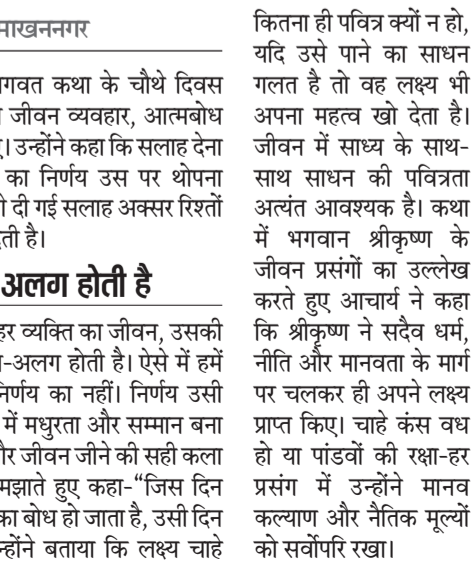 माखननगर
गवत कथा के चौथे दिवस
जीवन व्यवहार, आत्मबोध
उन्होंने कहा कि सलाह देना
का निर्णय उस पर थोपना
दी गई सलाह अक्सर रिश्तों
है।
अलग होती है
हर व्यक्ति का जीवन, उसकी
-अलग होती है। ऐसे में हमें
निर्णय का नहीं। निर्णय उसी
में मधुरता और सम्मान बना
जीवन जीने की सही कला
मझाते हुए कहा-“जिस दिन
का बोध हो जाता है, उसी दिन
न्होंने बताया कि लक्ष्य चाहे
कितना ही पवित्र क्यों न हो,
यदि उसे पाने का साधन
गलत है तो वह लक्ष्य भी
अपना महत्व खो देता है।
जीवन में साध्य के साथ-
साथ साधन की पवित्रता
अत्यंत आवश्यक है। कथा
में भगवान श्रीकृष्ण के
जीवन प्रसंगों का उल्लेख
करते हुए आचार्य ने कहा
कि श्रीकृष्ण ने सदैव धर्म,
नीति और मानवता के मार्ग
पर चलकर ही अपने लक्ष्य
प्राप्त किए। चाहे कंस वध
हो या पांडवों की रक्षा-हर
प्रसंग में उन्होंने मानव
कल्याण और नैतिक मूल्यों
को सर्वोपरि रखा।